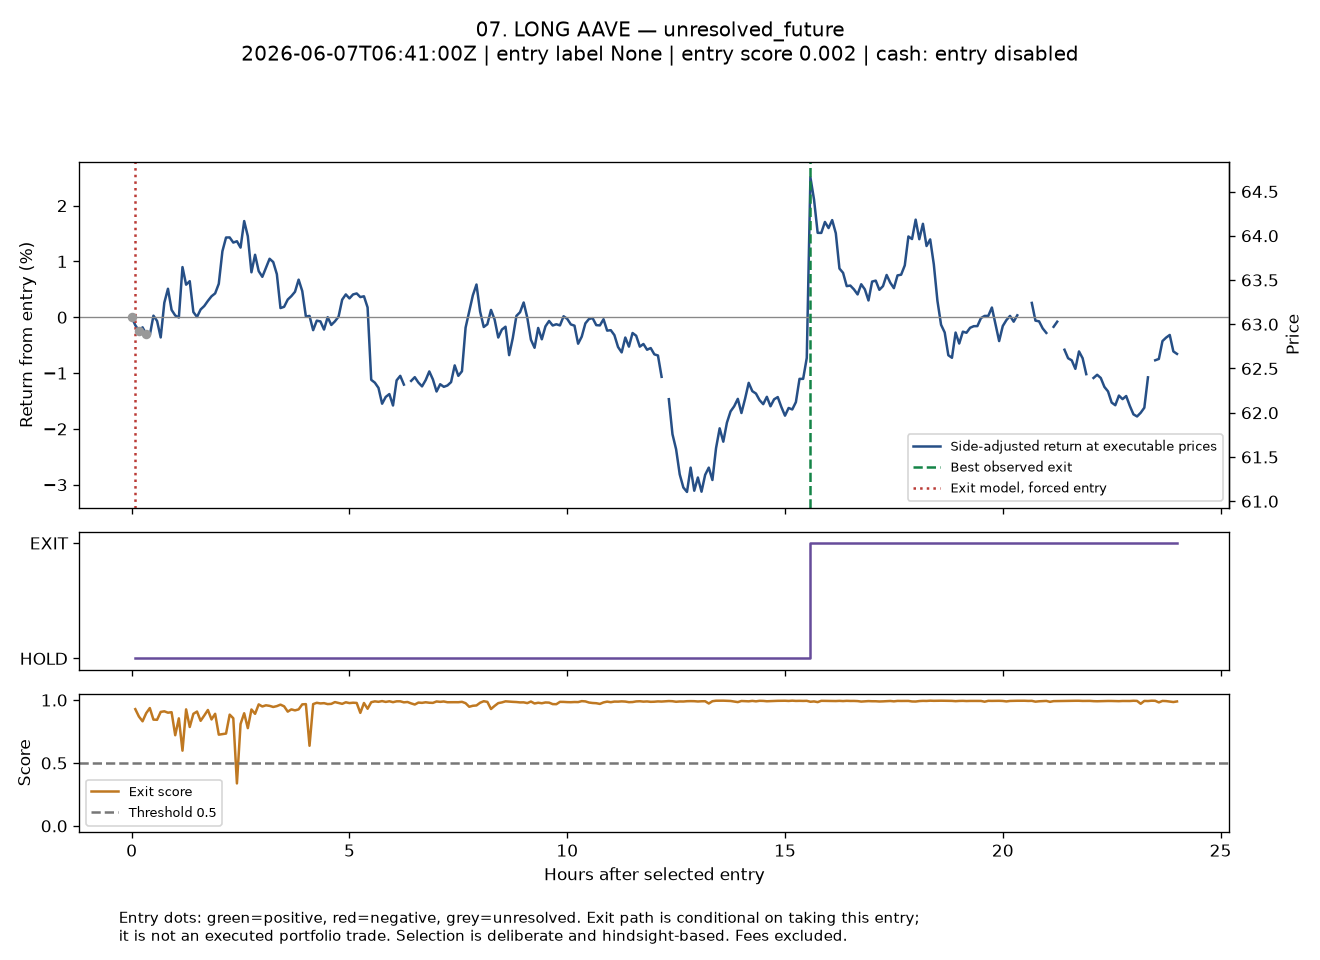 07. LONG AAVE — unresolved_future
2026-06-07T06:41:00Z | entry label None | entry score 0.002 | cash: entry disabled
Return from entry (%)
2
1
0
−1
−2
−3
64.5
64.0
63.5
63.0
62.5
62.0
61.5
61.0
Price
Side-adjusted return at executable prices
Best observed exit
Exit model, forced entry
EXIT
HOLD
Score
1.0
0.5
0.0
Exit score
Threshold 0.5
0
5
10
15
20
25
Hours after selected entry
Entry dots: green=positive, red=negative, grey=unresolved. Exit path is conditional on taking this entry;
it is not an executed portfolio trade. Selection is deliberate and hindsight-based. Fees excluded.